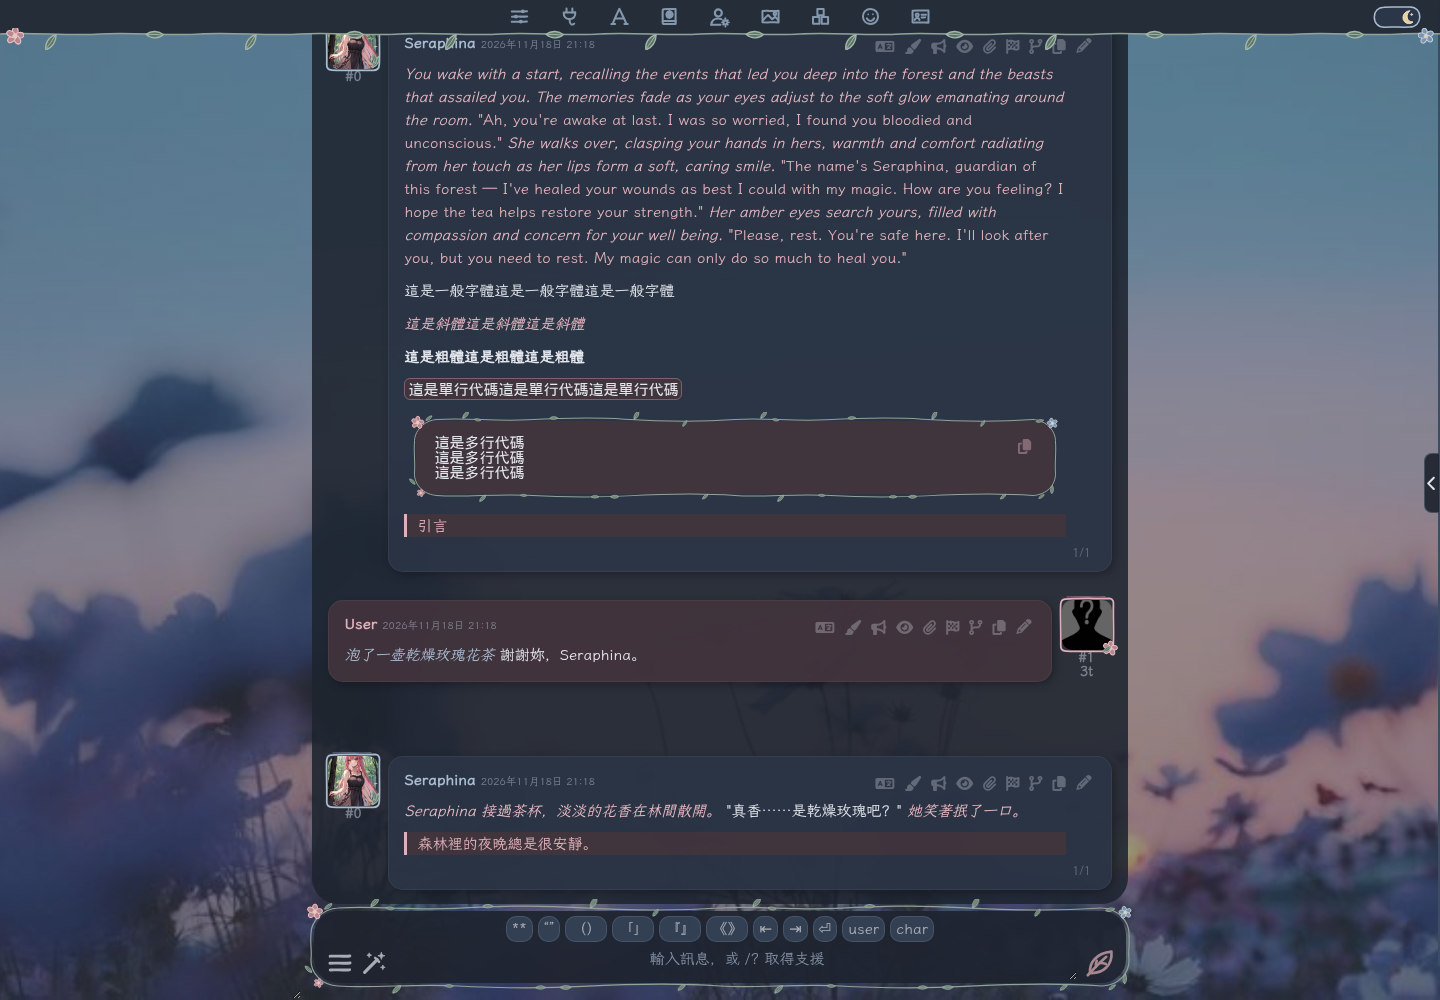 Seraphina 2026年11月18日 21:18
#0
You wake with a start, recalling the events that led you deep into the forest and the beasts
that assailed you. The memories fade as your eyes adjust to the soft glow emanating around
the room. "Ah, you're awake at last. I was so worried, I found you bloodied and
unconscious." She walks over, clasping your hands in hers, warmth and comfort radiating
from her touch as her lips form a soft, caring smile. "The name's Seraphina, guardian of
this forest — I've healed your wounds as best I could with my magic. How are you feeling? I
hope the tea helps restore your strength." Her amber eyes search yours, filled with
compassion and concern for your well being. "Please, rest. You're safe here. I'll look after
you, but you need to rest. My magic can only do so much to heal you."
這是一般字體這是一般字體這是一般字體
這是斜體這是斜體這是斜體
這是粗體這是粗體這是粗體
這是單行代碼這是單行代碼這是單行代碼
這是多行代碼
這是多行代碼
這是多行代碼
引言
1/1
User 2026年11月18日 21:18
泡了一壺乾燥玫瑰花茶 謝謝妳，Seraphina。
#1
3t
Seraphina 2026年11月18日 21:18
#0
Seraphina 接過茶杯，淡淡的花香在林間散開。 "真香……是乾燥玫瑰吧？" 她笑著抿了一口。
森林裡的夜晚總是很安靜。
1/1
** “” （） 「」 『』 《》 ⇤ ⇥ ⏎ user char
輸入訊息，或 /? 取得支援